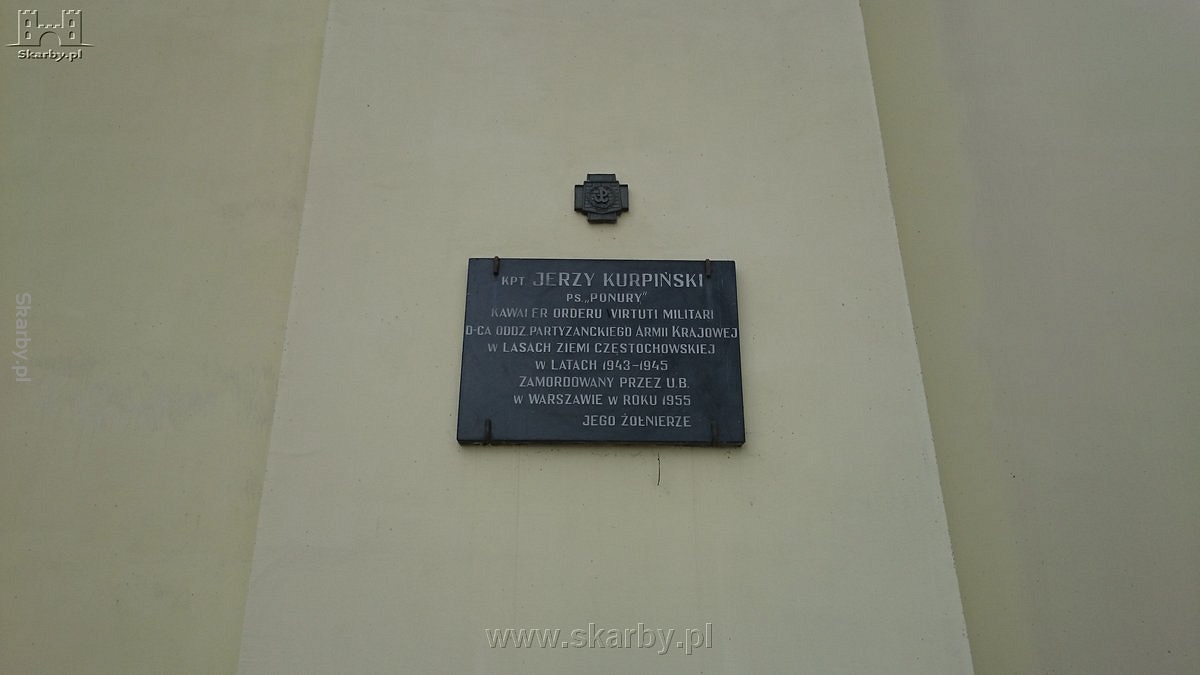 Skarby.pl
KPT JERZY KURPIŃSKI
PS. „PONURY"
KAWALER ORDERU VIRTUTI MILITARI
D-CA ODDZ. PARTYZANCKIEGO ARMII KRAJOWEJ
W LASACH ZIEMI CZĘSTOCHOWSKIEJ
W LATACH 1943-1945
ZAMORDOWANY PRZEZ U.B.
W WARSZAWIE W ROKU 1955
JEGO ŻOŁNIERZE
Skarby.pl
www.skarby.pl